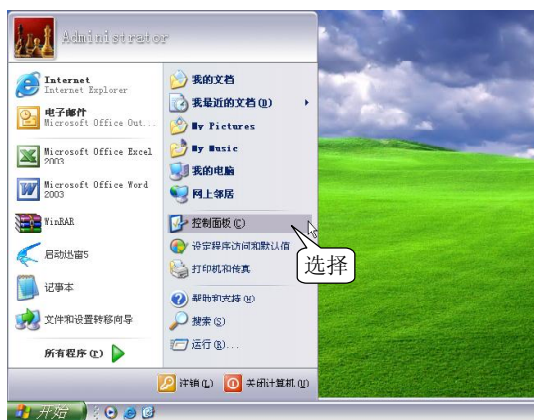 Administrator
Internet
Internet Explorer
电子邮件
Microsoft Office Out...
Microsoft Office Excel
2003
Microsoft Office Word
2003
WinRAR
启动迅雷5
记事本
文件和设置转移向导
所有程序(P)
我的文档
我最近的文档(D)
My Pictures
My Music
我的电脑
网上邻居
控制面板(C)
设定程序访问和默认值
打印机和传真
帮助和支持(H)
搜索(S)
运行(R)...
选择
注销(L)
关闭计算机(U)
开始